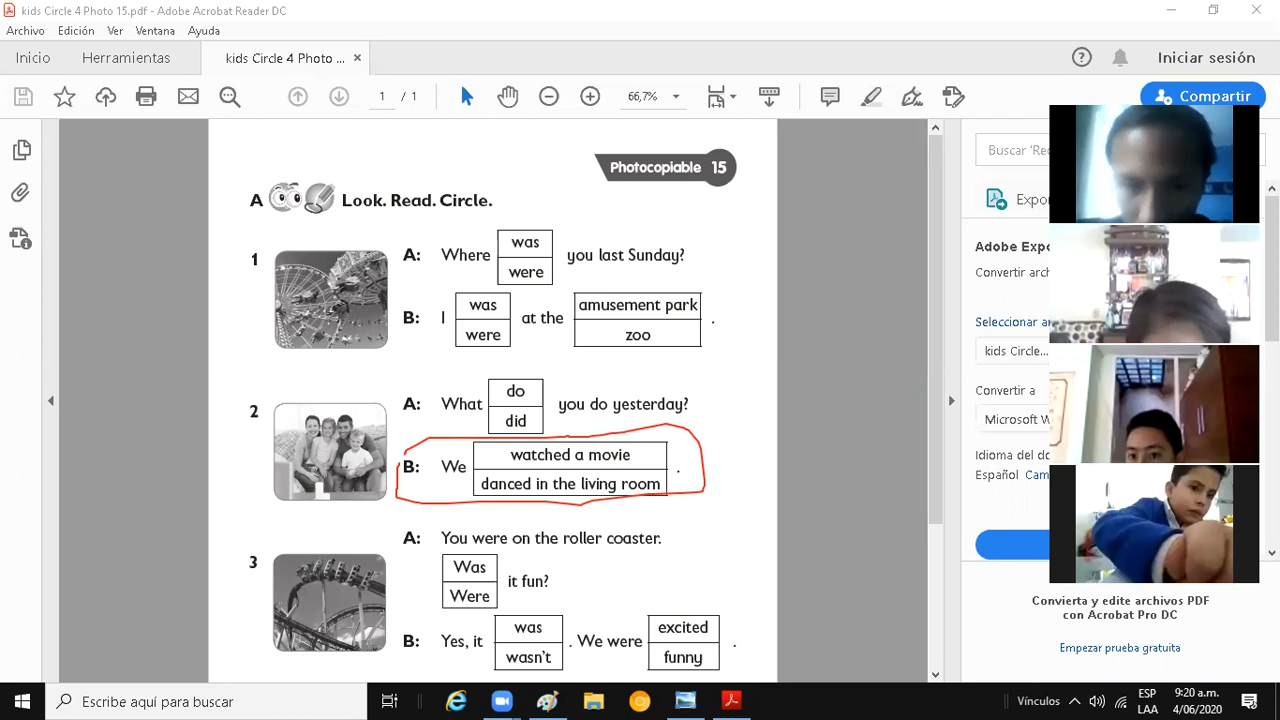 kids Circle 4 Photo 15.pdf - Adobe Acrobat Reader DC
Archivo Edición Ver Ventana Ayuda
Inicio Herramientas kids Circle 4 Photo ... ×
Iniciar sesión
1 / 1 66,7%
Compartir
Photocopiable 15
A Look. Read. Circle.
1 A: Where was were you last Sunday?
B: I was were at the amusement park zoo .
2 A: What do did you do yesterday?
B: We watched a movie danced in the living room .
3 A: You were on the roller coaster.
Was Were it fun?
B: Yes, it was wasn't . We were excited funny .
Buscar 'Re
Expor
Adobe Expo
Convertir arch
Seleccionar ar
kids Circle...
Convertir a
Microsoft W
Idioma del do
Español Cam
Convierta y edite archivos PDF
con Acrobat Pro DC
Empezar prueba gratuita
Escribe aquí para buscar
Vínculos
ESP
LAA
9:20 a.m.
4/06/2020